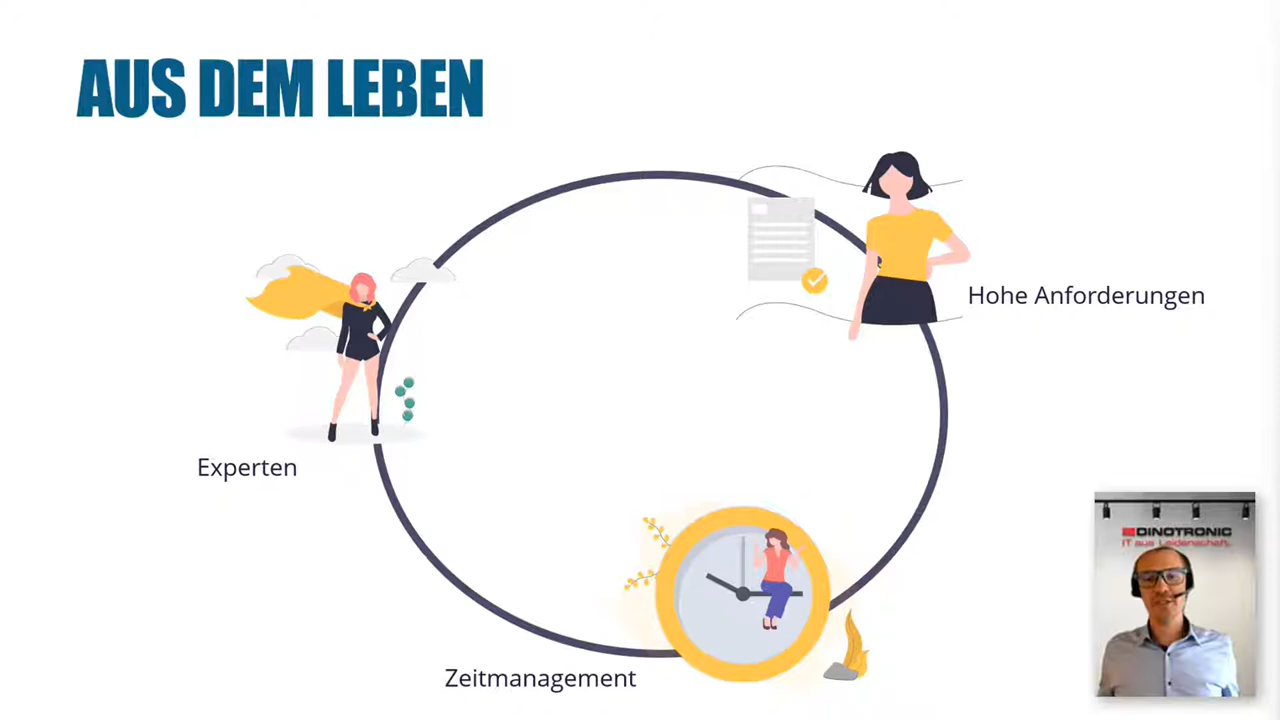 AUS DEM LEBEN
Hohe Anforderungen
Experten
Zeitmanagement
DINOTRONIC
IT aus Leidenschaft.